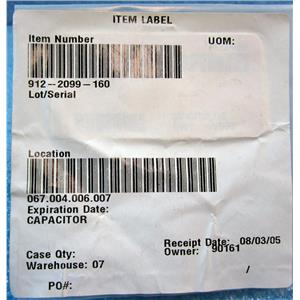 ITEM LABEL
Item Number UOM:
912-2099-160
Lot/Serial
Location
067.004.006.007
Expiration Date:
CAPACITOR
Receipt Date: 08/03/05
Case Qty: Owner: 90161
Warehouse: 07 /
PO#: